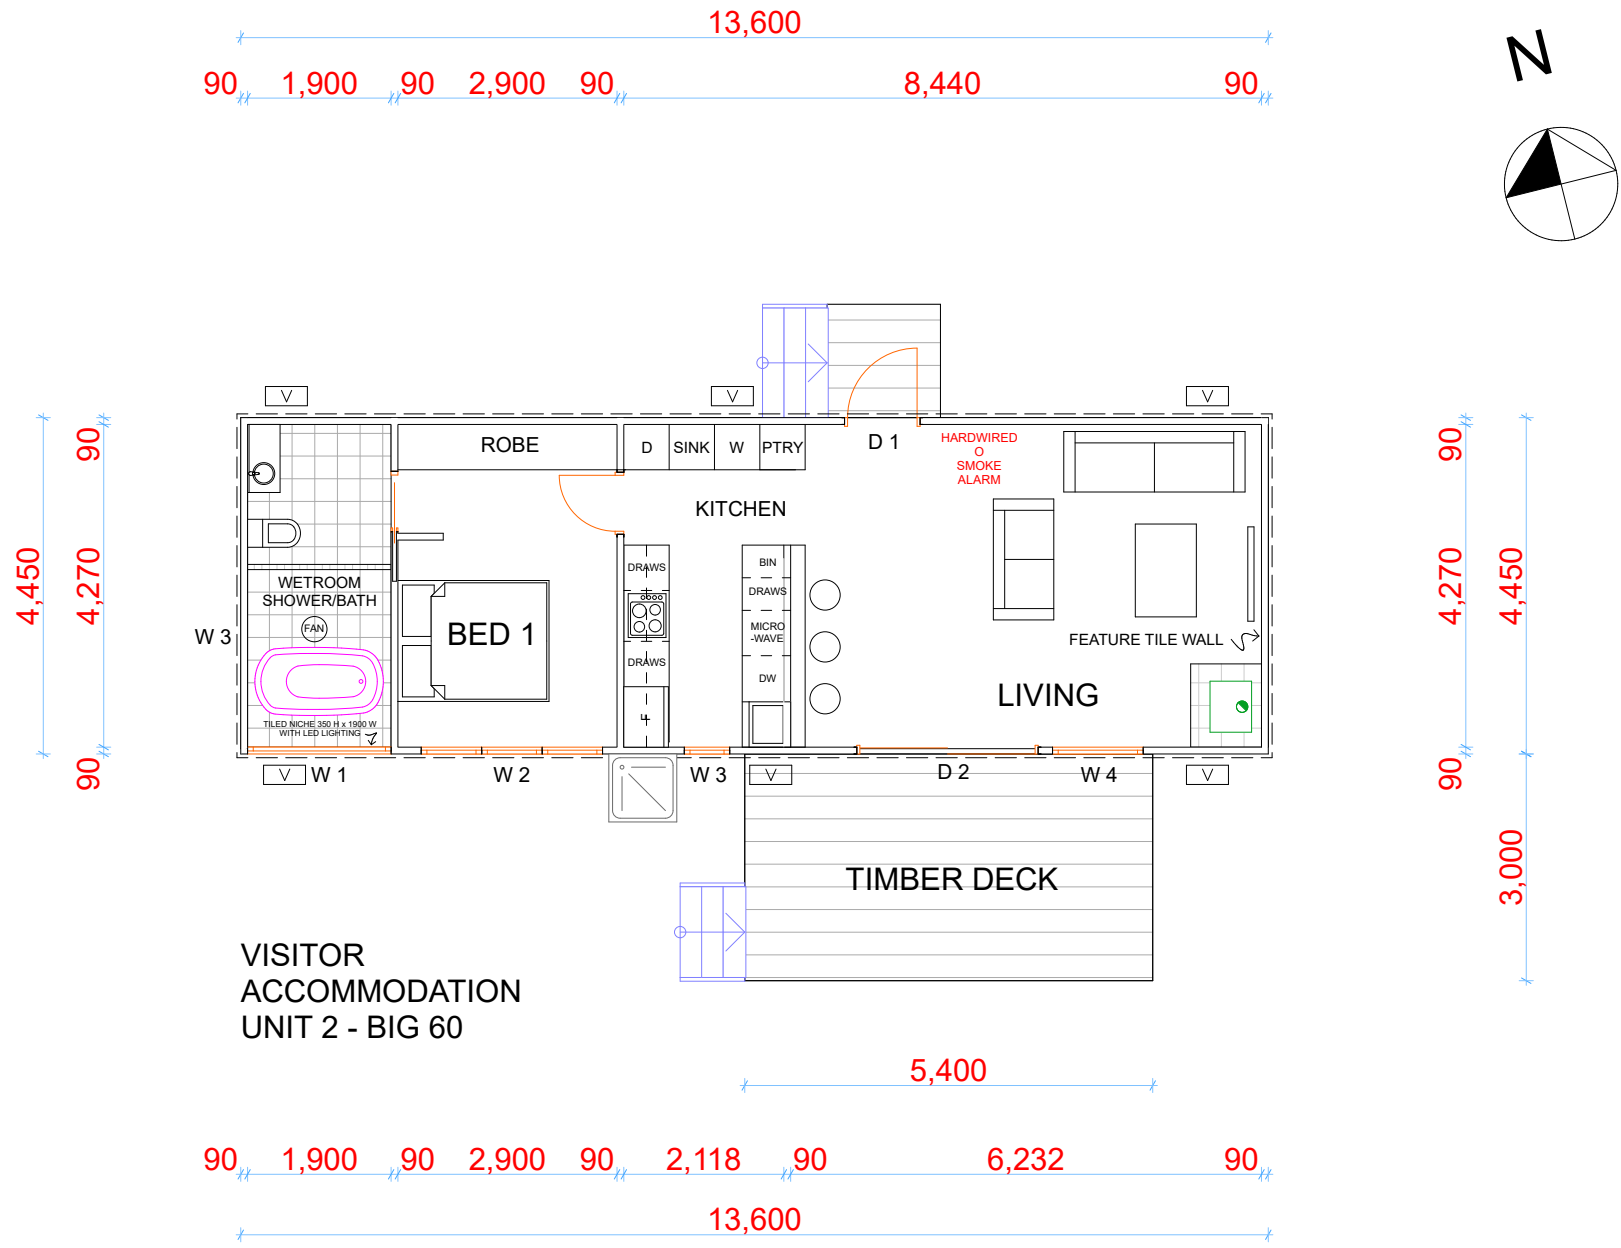 13,600
90 1,900 90 2,900 90 8,440 90
N
V V V
ROBE
D SINK W PTRY
D 1
HARDWIRED
O
SMOKE
ALARM
KITCHEN
90
4,450
4,270
90
90
4,270
4,450
90
3,000
WETROOM
SHOWER/BATH
FAN
W 3
BED 1
DRAWS
DRAWS
BIN
DRAWS
MICRO
-WAVE
DW
FEATURE TILE WALL
LIVING
TILED NICHE 350 H x 1900 W
WITH LED LIGHTING
V W 1 W 2 W 3 V D 2 W 4 V
TIMBER DECK
VISITOR
ACCOMMODATION
UNIT 2 - BIG 60
5,400
90 1,900 90 2,900 90 2,118 90 6,232 90
13,600